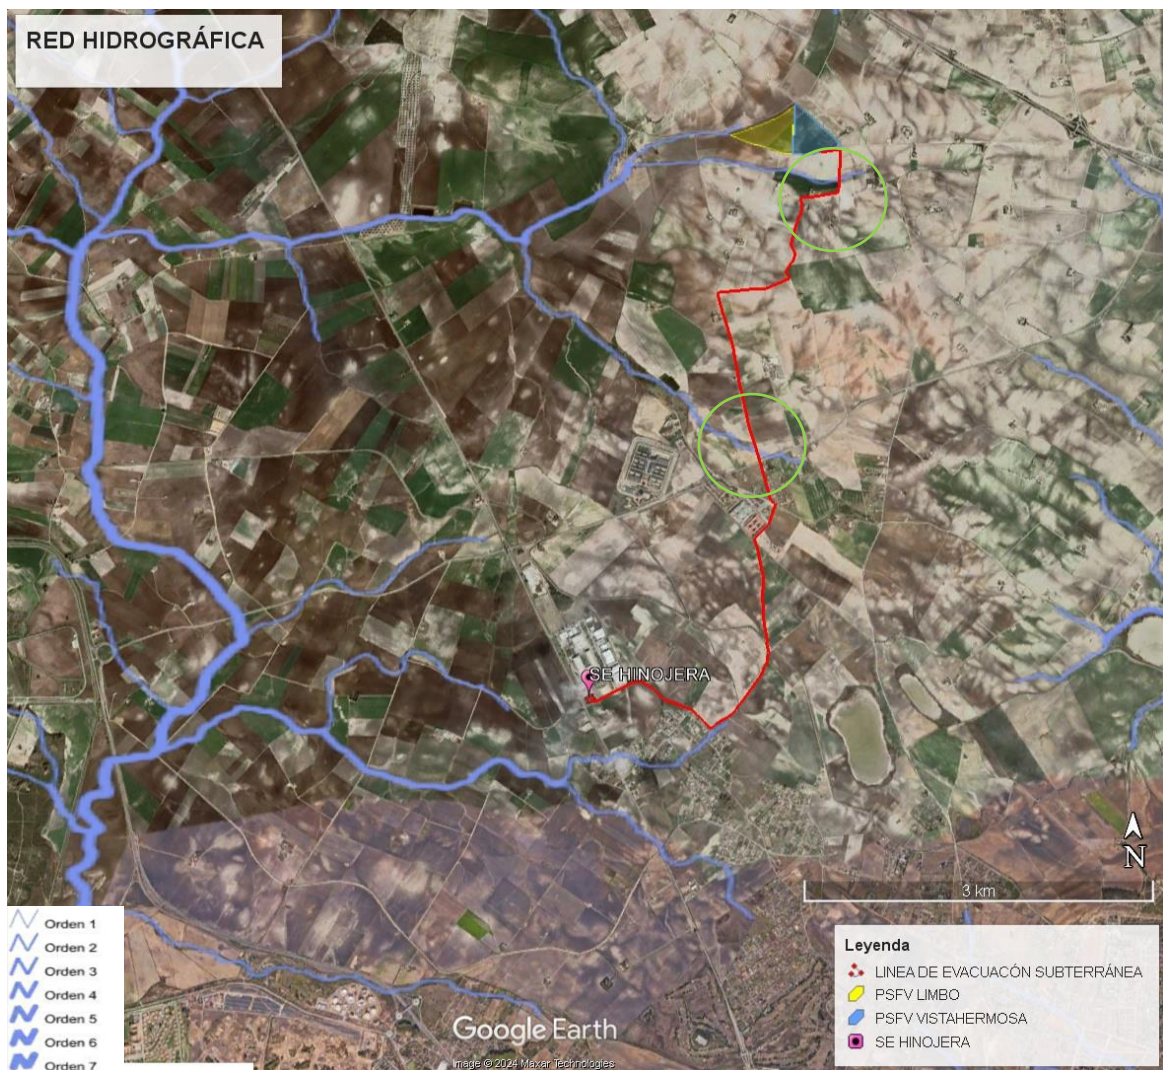 RED HIDROGRÁFICA
SE HINOJERA
N
3 km
Orden 1
Orden 2
Orden 3
Orden 4
Orden 5
Orden 6
Orden 7
Google Earth
Image © 2024 Maxar Technologies
Leyenda
LINEA DE EVACUACÓN SUBTERRÁNEA
PSFV LIMBO
PSFV VISTAHERMOSA
SE HINOJERA